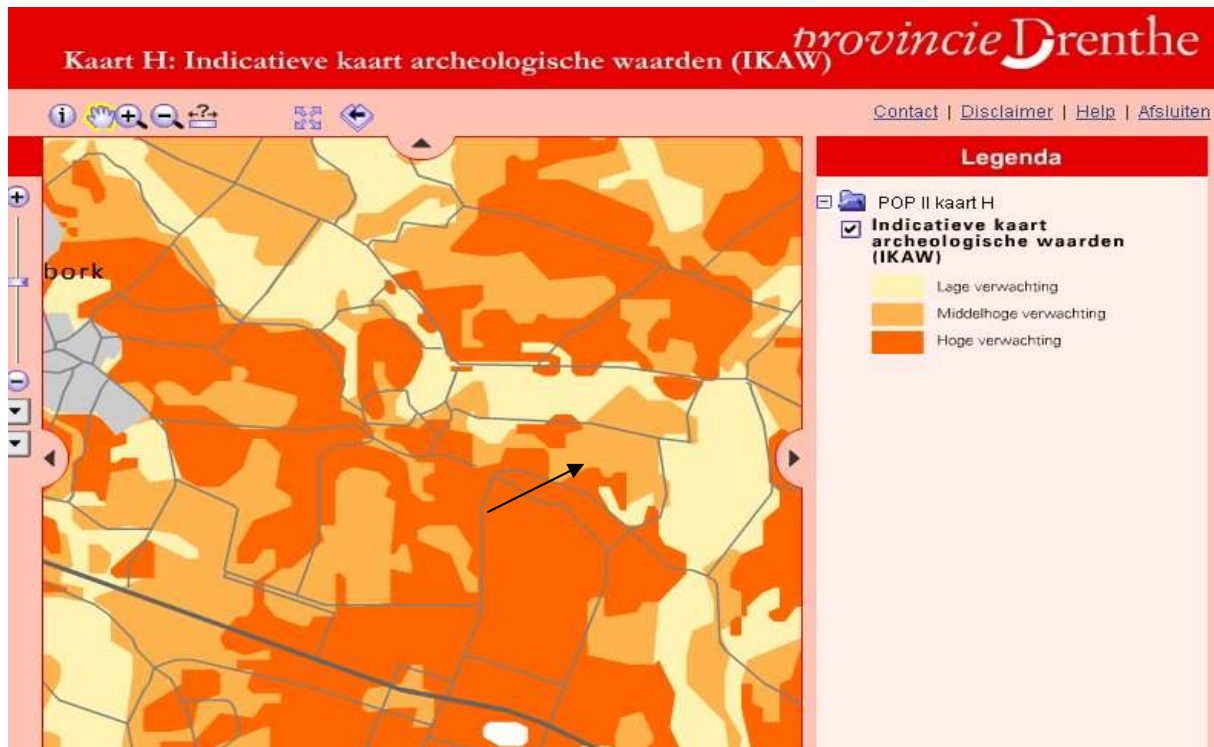 provincie Drenthe
Kaart H: Indicatieve kaart archeologische waarden (IKAW)
Contact | Disclaimer | Help | Afsluiten
bork
Legenda
POP II kaart H
Indicatieve kaart
archeologische waarden
(IKAW)
Lage verwachting
Middelhoge verwachting
Hoge verwachting